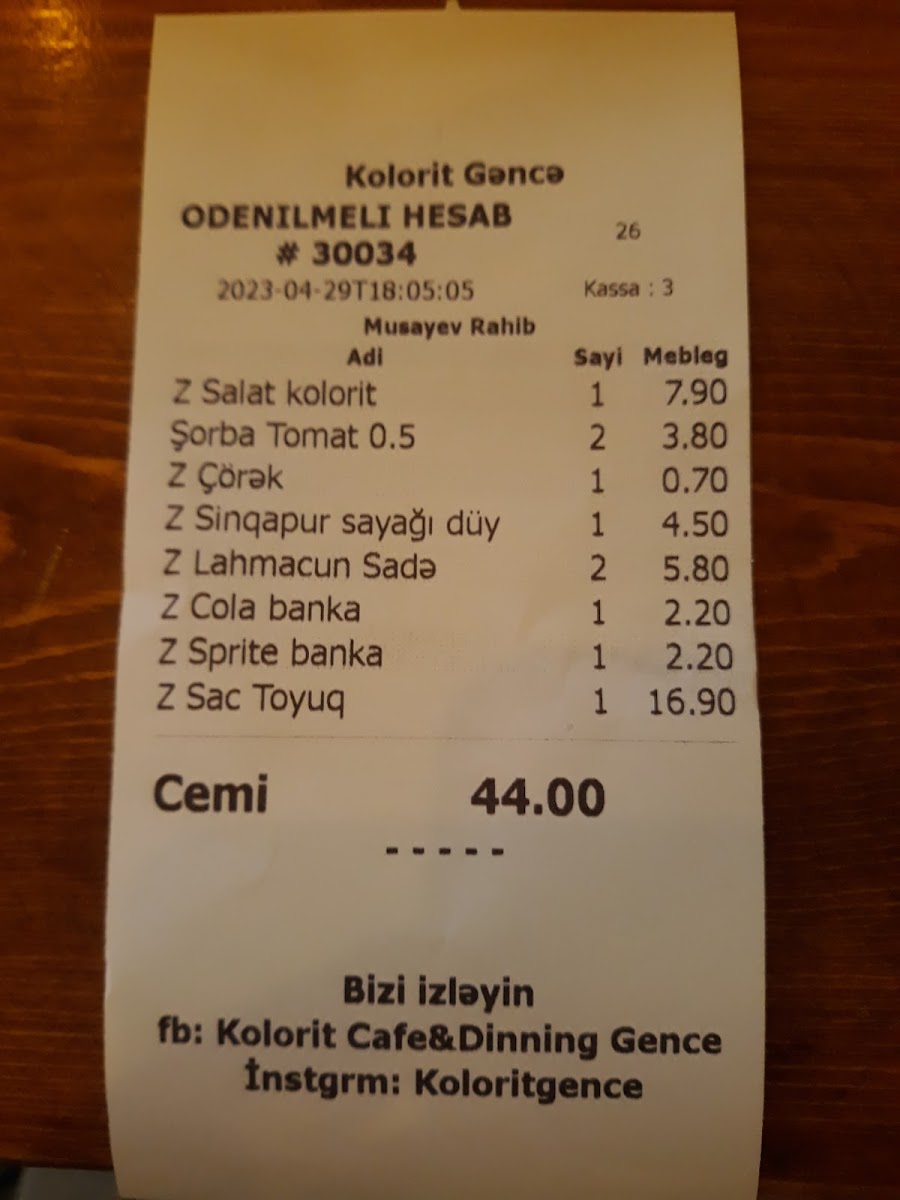 Kolorit Gəncə
ODENILMELI HESAB
# 30034
26
2023-04-29T18:05:05 Kassa : 3
Musayev Rahib
Adi Sayi Mebleg
Z Salat kolorit 1 7.90
Şorba Tomat 0.5 2 3.80
Z Çörək 1 0.70
Z Sinqapur sayağı düy 1 4.50
Z Lahmacun Sadə 2 5.80
Z Cola banka 1 2.20
Z Sprite banka 1 2.20
Z Sac Toyuq 1 16.90
Cemi 44.00
- - - - -
Bizi izləyin
fb: Kolorit Cafe&Dinning Gence
İnstgrm: Koloritgence